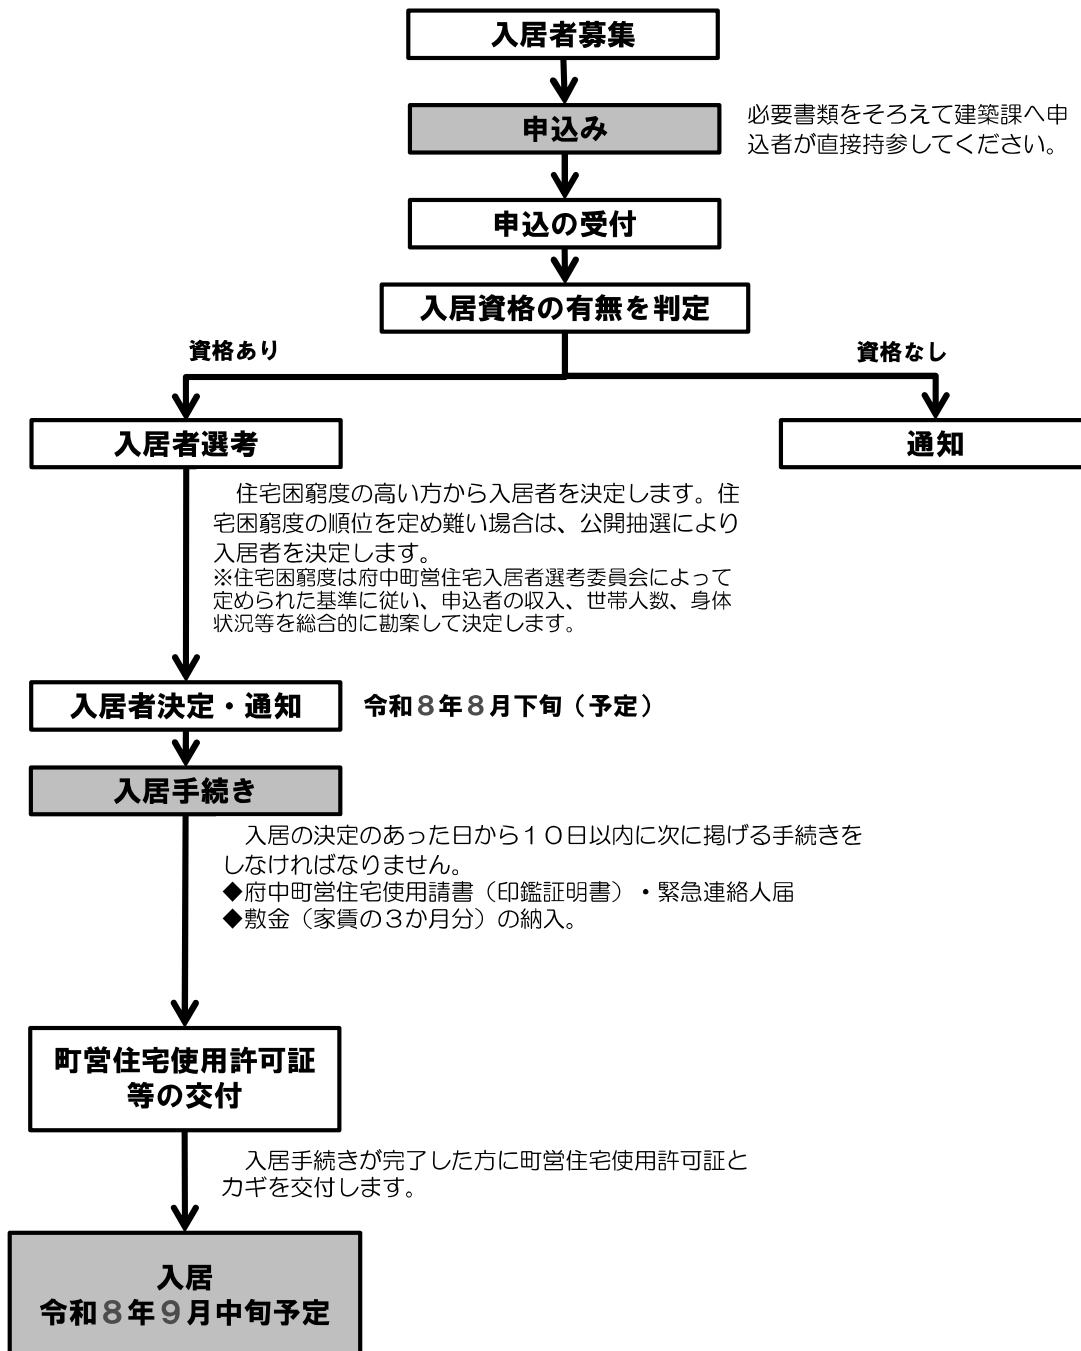 入居者募集
申込み
必要書類をそろえて建築課へ申
込者が直接持参してください。
申込の受付
入居資格の有無を判定
資格あり
資格なし
入居者選考
通知
住宅困窮度の高い方から入居者を決定します。住
宅困窮度の順位を定め難い場合は、公開抽選により
入居者を決定します。
※住宅困窮度は府中町営住宅入居者選考委員会によって
定められた基準に従い、申込者の収入、世帯人数、身体
状況等を総合的に勘案して決定します。
入居者決定・通知
令和８年８月下旬（予定）
入居手続き
入居の決定のあった日から１０日以内に次に掲げる手続きを
しなければなりません。
◆府中町営住宅使用請書（印鑑証明書）・緊急連絡人届
◆敷金（家賃の３か月分）の納入。
町営住宅使用許可証
等の交付
入居手続きが完了した方に町営住宅使用許可証と
カギを交付します。
入居
令和８年９月中旬予定